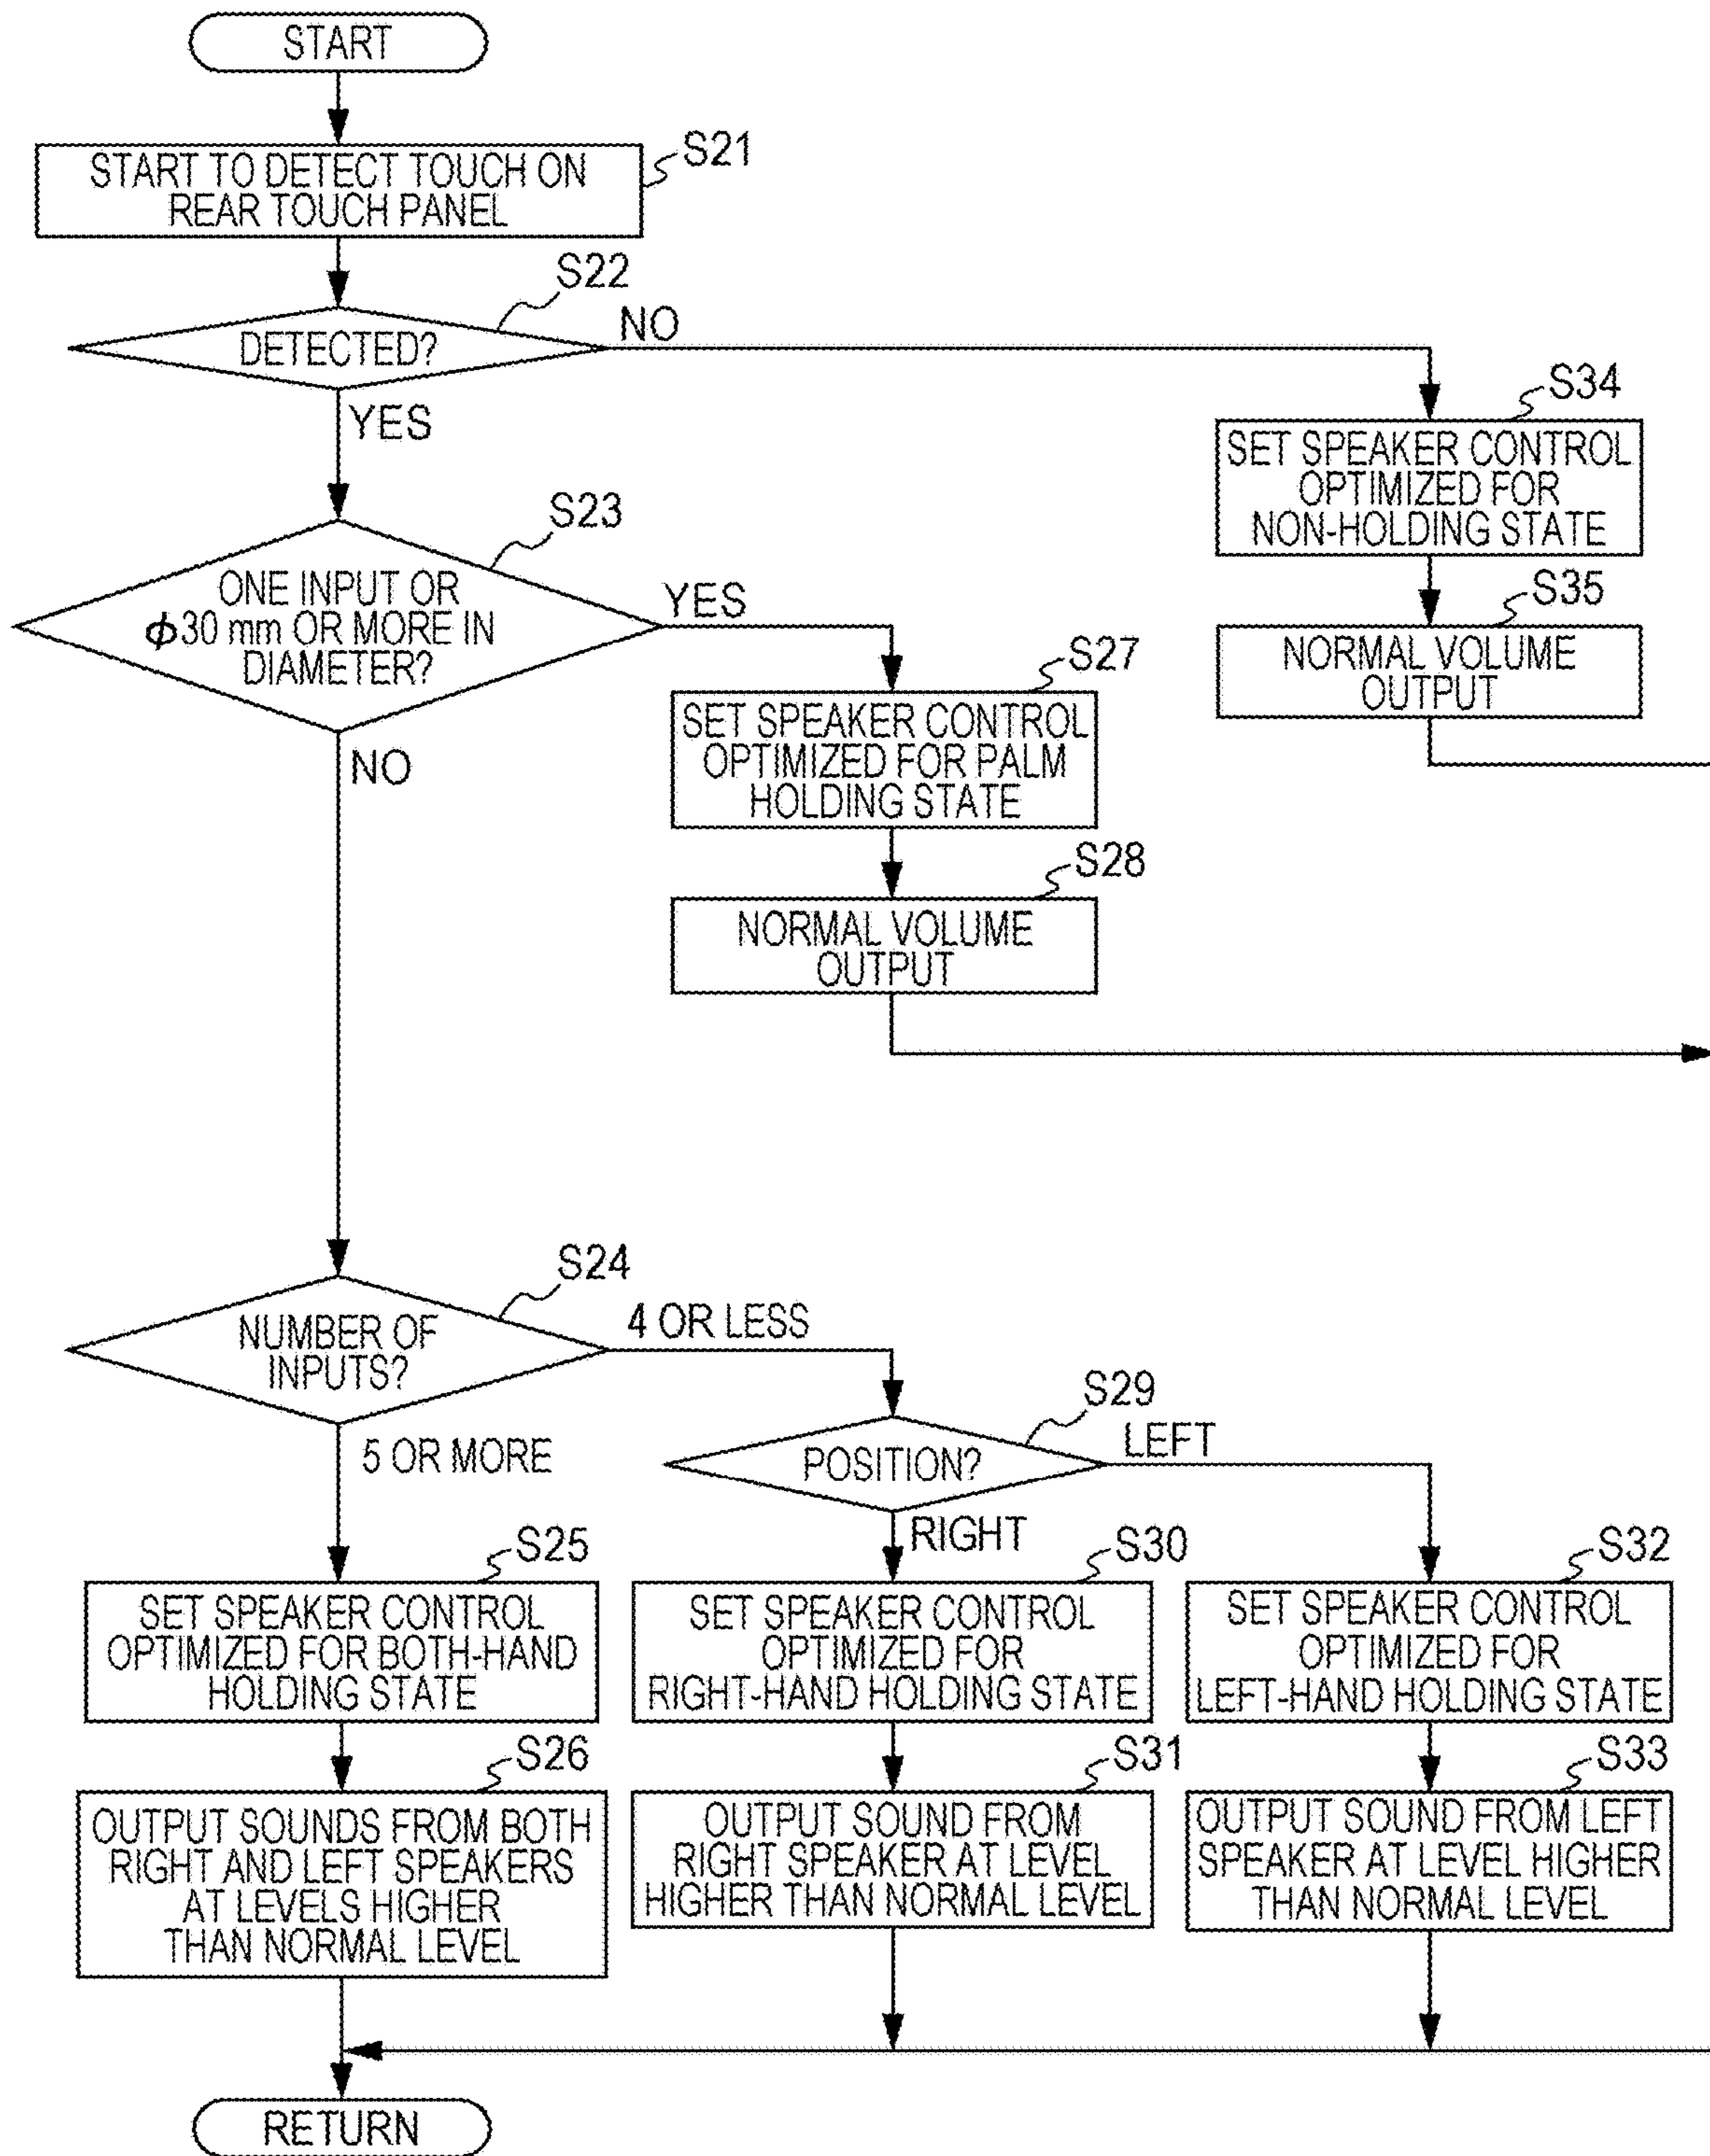 START
S21
START TO DETECT TOUCH ON
REAR TOUCH PANEL
S22
DETECTED?
NO
YES
S34
SET SPEAKER CONTROL
OPTIMIZED FOR
NON-HOLDING STATE
S35
NORMAL VOLUME
OUTPUT
S23
ONE INPUT OR
ϕ30 mm OR MORE IN
DIAMETER?
YES
NO
S27
SET SPEAKER CONTROL
OPTIMIZED FOR PALM
HOLDING STATE
S28
NORMAL VOLUME
OUTPUT
S24
NUMBER OF
INPUTS?
4 OR LESS
5 OR MORE
S29
POSITION?
LEFT
RIGHT
S25
SET SPEAKER CONTROL
OPTIMIZED FOR BOTH-HAND
HOLDING STATE
S26
OUTPUT SOUNDS FROM BOTH
RIGHT AND LEFT SPEAKERS
AT LEVELS HIGHER
THAN NORMAL LEVEL
S30
SET SPEAKER CONTROL
OPTIMIZED FOR
RIGHT-HAND HOLDING STATE
S31
OUTPUT SOUND FROM
RIGHT SPEAKER AT LEVEL
HIGHER THAN NORMAL LEVEL
S32
SET SPEAKER CONTROL
OPTIMIZED FOR
LEFT-HAND HOLDING STATE
S33
OUTPUT SOUND FROM LEFT
SPEAKER AT LEVEL HIGHER
THAN NORMAL LEVEL
RETURN